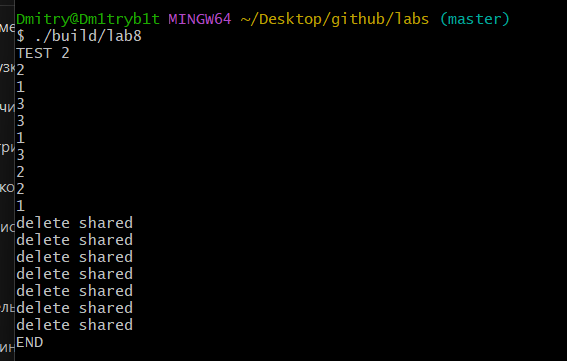 Dmitry@Dm1tryb1t MINGW64 ~/Desktop/github/labs (master)
$ ./build/lab8
TEST 2
2
1
3
3
1
3
2
2
1
delete shared
delete shared
delete shared
delete shared
delete shared
delete shared
delete shared
END